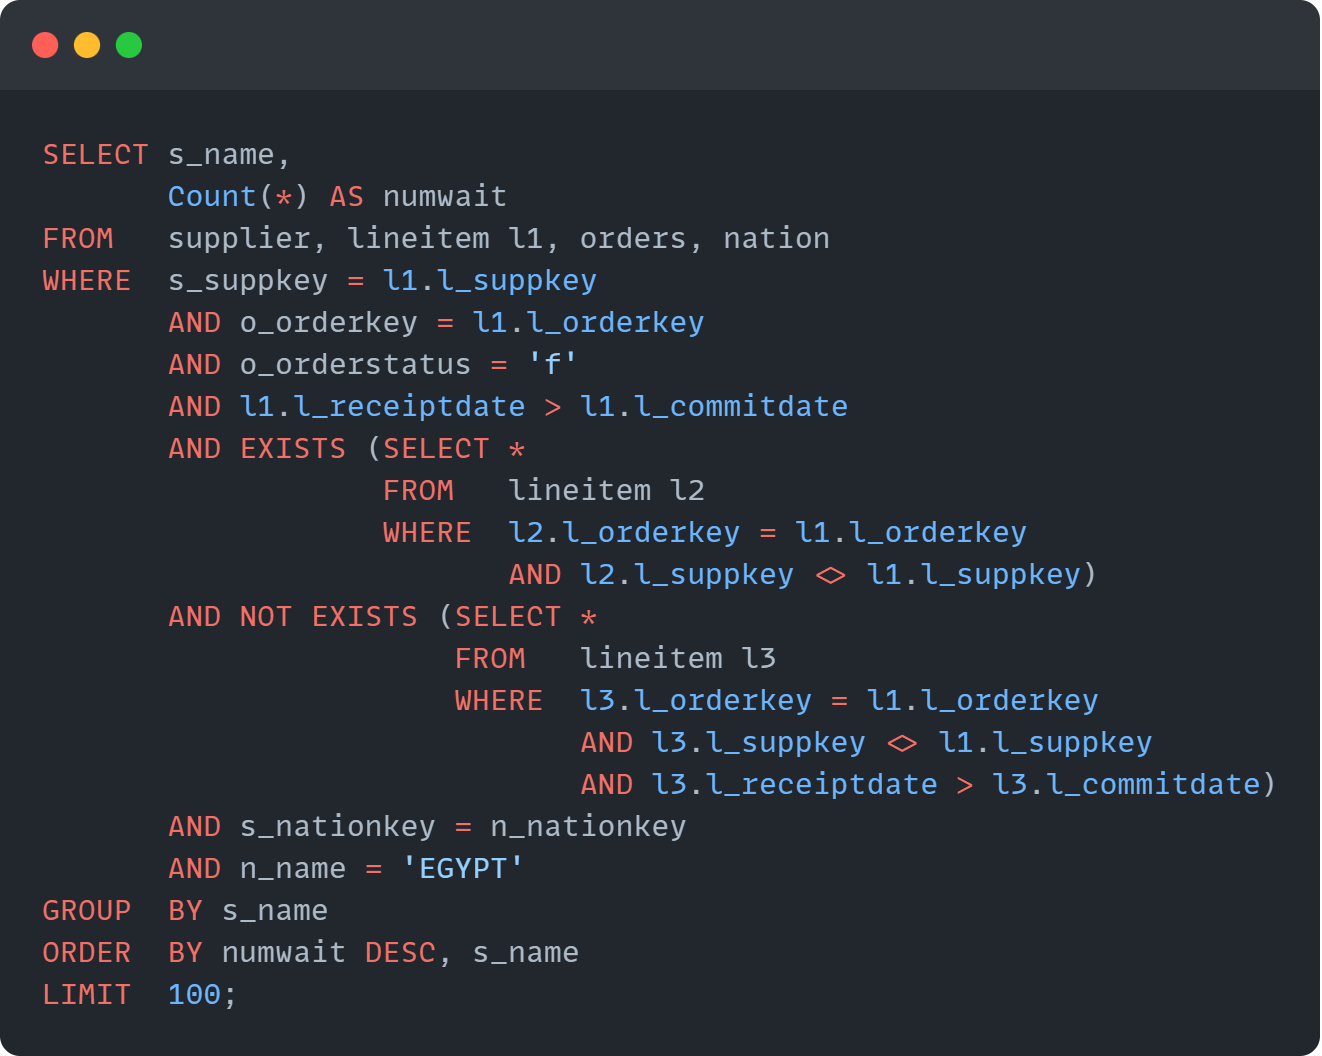 SELECT s_name,
       Count(*) AS numwait
FROM   supplier, lineitem l1, orders, nation
WHERE  s_suppkey = l1.l_suppkey
       AND o_orderkey = l1.l_orderkey
       AND o_orderstatus = 'f'
       AND l1.l_receiptdate > l1.l_commitdate
       AND EXISTS (SELECT *
                   FROM   lineitem l2
                   WHERE  l2.l_orderkey = l1.l_orderkey
                          AND l2.l_suppkey <> l1.l_suppkey)
       AND NOT EXISTS (SELECT *
                       FROM   lineitem l3
                       WHERE  l3.l_orderkey = l1.l_orderkey
                              AND l3.l_suppkey <> l1.l_suppkey
                              AND l3.l_receiptdate > l3.l_commitdate)
       AND s_nationkey = n_nationkey
       AND n_name = 'EGYPT'
GROUP  BY s_name
ORDER  BY numwait DESC, s_name
LIMIT  100;